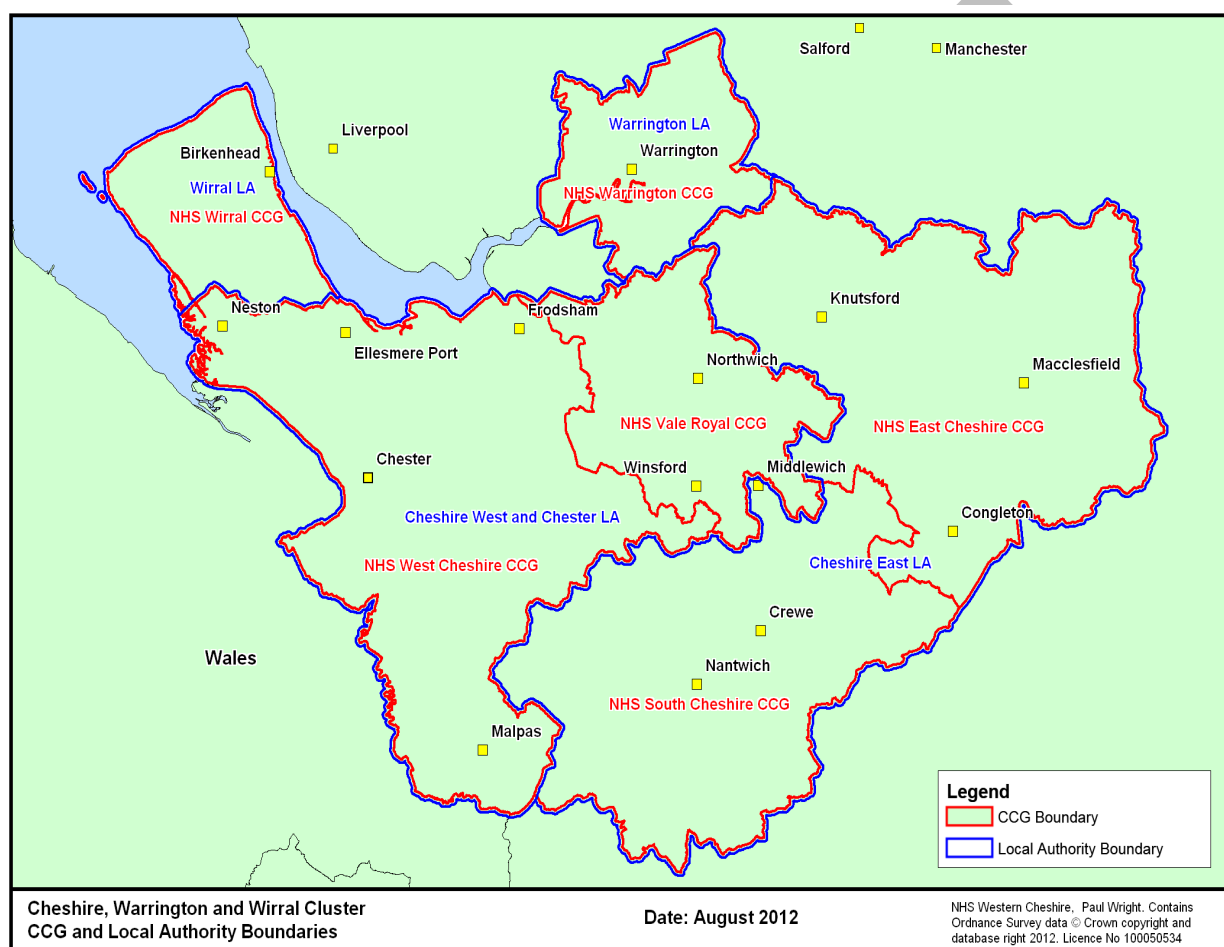 Salford
Manchester
Liverpool
Warrington LA
Birkenhead
Warrington
Wirral LA
NHS Warrington CCG
NHS Wirral CCG
Neston
Frodsham
Knutsford
Ellesmere Port
Northwich
Macclesfield
NHS Vale Royal CCG
NHS East Cheshire CCG
Chester
Winsford
Middlewich
Cheshire West and Chester LA
Congleton
NHS West Cheshire CCG
Cheshire East LA
Crewe
Wales
Nantwich
NHS South Cheshire CCG
Malpas
Legend
CCG Boundary
Local Authority Boundary
Cheshire, Warrington and Wirral Cluster
CCG and Local Authority Boundaries
Date: August 2012
NHS Western Cheshire, Paul Wright. Contains
Ordnance Survey data © Crown copyright and
database right 2012. Licence No 100050534